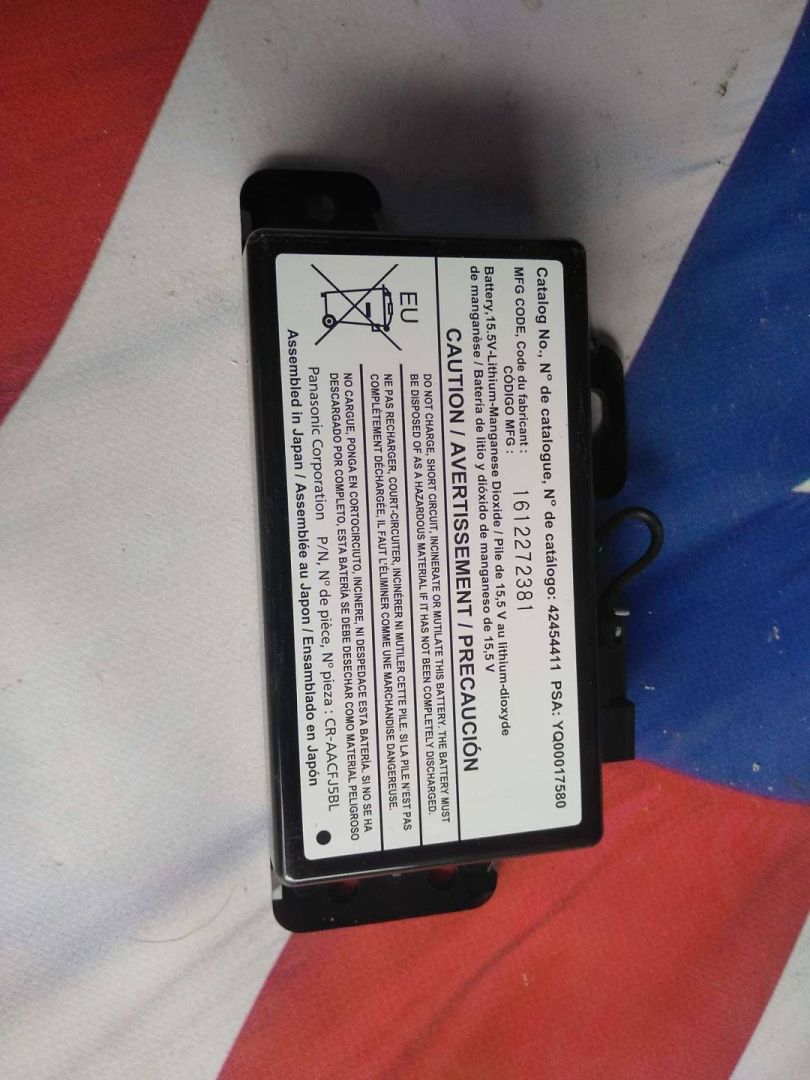 Catalog No., N° de catalogue, N° de catálogo: 42454411 PSA: YQ00017580
MFG CODE, Code du fabricant :
CÓDIGO MFG :
1612272381
Battery,15.5V-Lithium-Manganese Dioxide / Pile de 15,5 V au lithium-dioxyde
de manganèse / Batería de litio y dióxido de manganeso de 15,5 V
CAUTION / AVERTISSEMENT / PRECAUCIÓN
DO NOT CHARGE, SHORT CIRCUIT, INCINERATE OR MUTILATE THIS BATTERY. THE BATTERY MUST
BE DISPOSED OF AS A HAZARDOUS MATERIAL IF IT HAS NOT BEEN COMPLETELY DISCHARGED.
NE PAS RECHARGER, COURT-CIRCUITER, INCINÉRER NI MUTILER CETTE PILE. SI LA PILE N'EST PAS
COMPLÈTEMENT DÉCHARGÉE, IL FAUT L'ÉLIMINER COMME UNE MARCHANDISE DANGEREUSE.
NO CARGUE, PONGA EN CORTOCIRCIUTO, INCINERE, NI DESPEDACE ESTA BATERÍA. SI NO SE HA
DESCARGADO POR COMPLETO, ESTA BATERÍA SE DEBE DESECHAR COMO MATERIAL PELIGROSO
EU
Panasonic Corporation P/N, N° de pièce, N° pieza : CR-AACFJ5BL
Assembled in Japan / Assemblée au Japon / Ensamblado en Japón